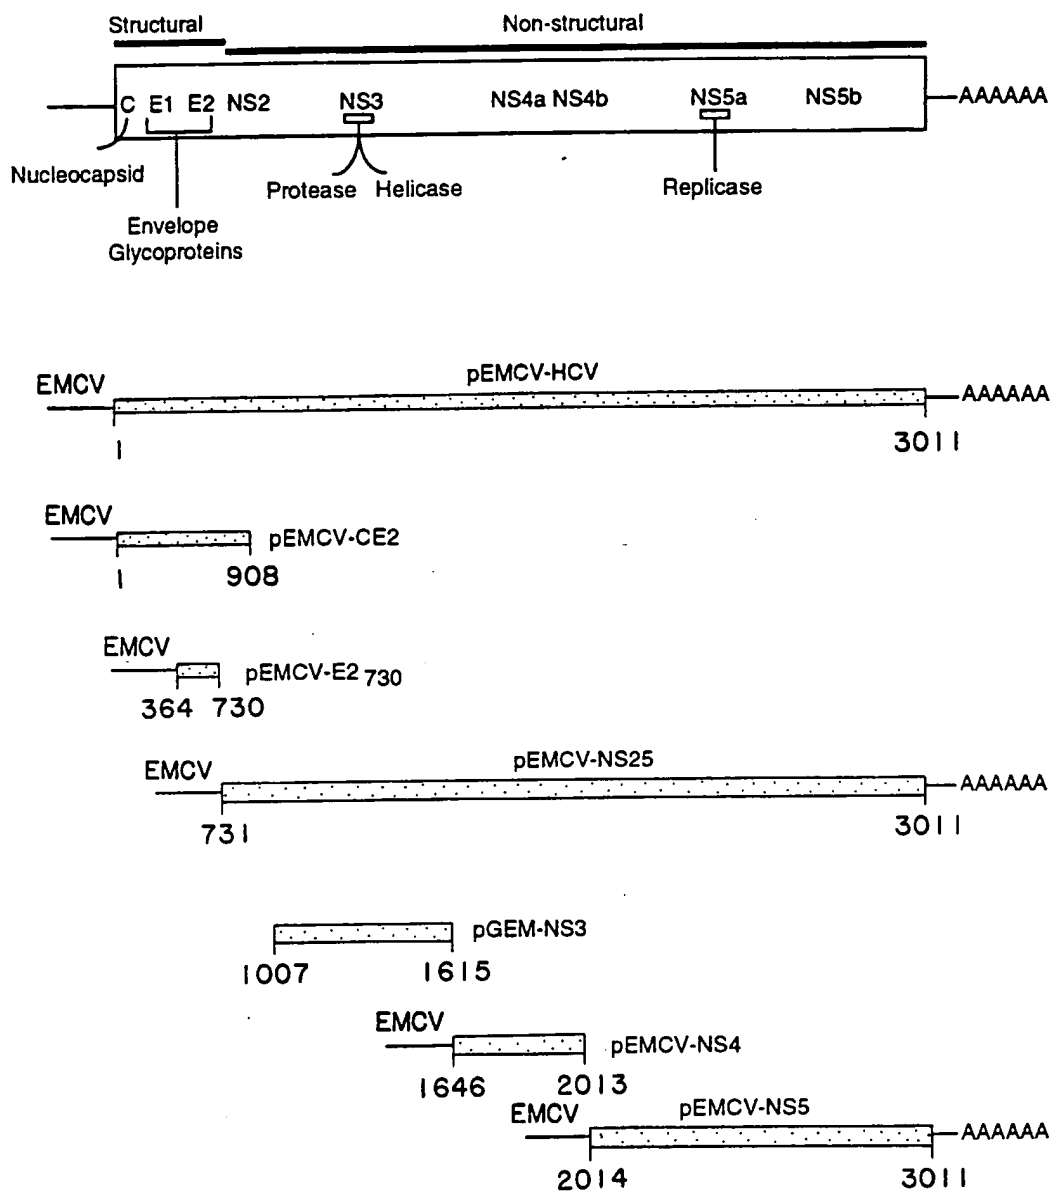 Structural Non-structural
C E1 E2 NS2 NS3 NS4a NS4b NS5a NS5b AAAAAA
Nucleocapsid
Protease Helicase Replicase
Envelope
Glycoproteins
EMCV pEMCV-HCV AAAAAA
1 3011
EMCV pEMCV-CE2
1 908
EMCV pEMCV-E2 730
364 730
EMCV pEMCV-NS25 AAAAAA
731 3011
pGEM-NS3
1007 1615
EMCV pEMCV-NS4
1646 2013
EMCV pEMCV-NS5 AAAAAA
2014 3011